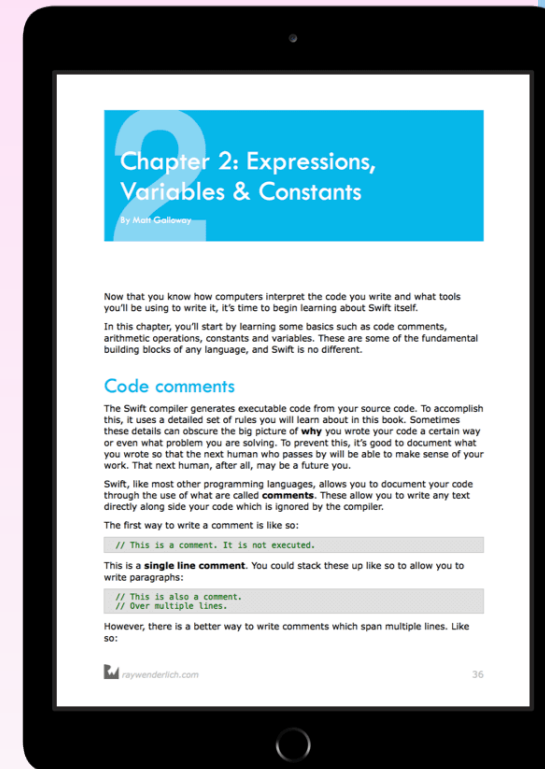 2
Chapter 2: Expressions,
Variables & Constants
By Matt Galloway
Now that you know how computers interpret the code you write and what tools
you'll be using to write it, it's time to begin learning about Swift itself.
In this chapter, you'll start by learning some basics such as code comments,
arithmetic operations, constants and variables. These are some of the fundamental
building blocks of any language, and Swift is no different.
Code comments
The Swift compiler generates executable code from your source code. To accomplish
this, it uses a detailed set of rules you will learn about in this book. Sometimes
these details can obscure the big picture of why you wrote your code a certain way
or even what problem you are solving. To prevent this, it's good to document what
you wrote so that the next human who passes by will be able to make sense of your
work. That next human, after all, may be a future you.
Swift, like most other programming languages, allows you to document your code
through the use of what are called comments. These allow you to write any text
directly along side your code which is ignored by the compiler.
The first way to write a comment is like so:
// This is a comment. It is not executed.
This is a single line comment. You could stack these up like so to allow you to
write paragraphs:
// This is also a comment.
// Over multiple lines.
However, there is a better way to write comments which span multiple lines. Like
so:
raywenderlich.com 36